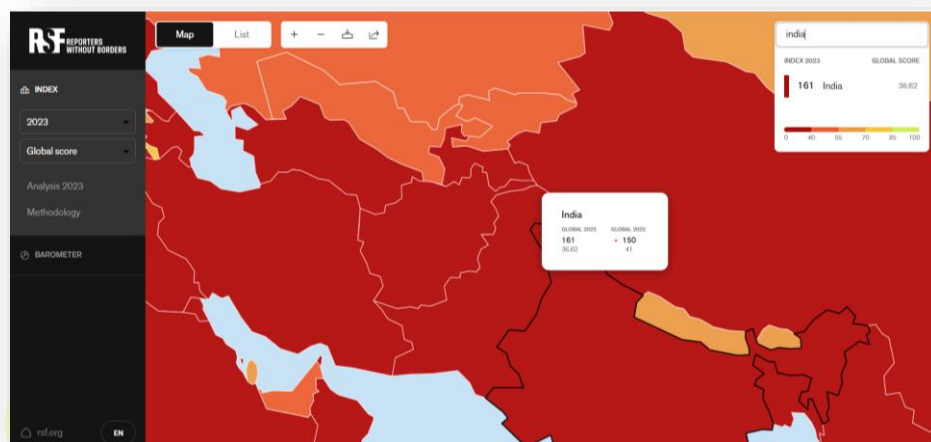 RSF REPORTERS
WITHOUT BORDERS
INDEX
2023
Global score
Analysis 2023
Methodology
BAROMETER
rsf.org EN
Map List
+ −
india
INDEX 2023 GLOBAL SCORE
161 India 36.62
0 40 55 70 85 100
India
GLOBAL 2023 GLOBAL 2022
161 150
36.62 41